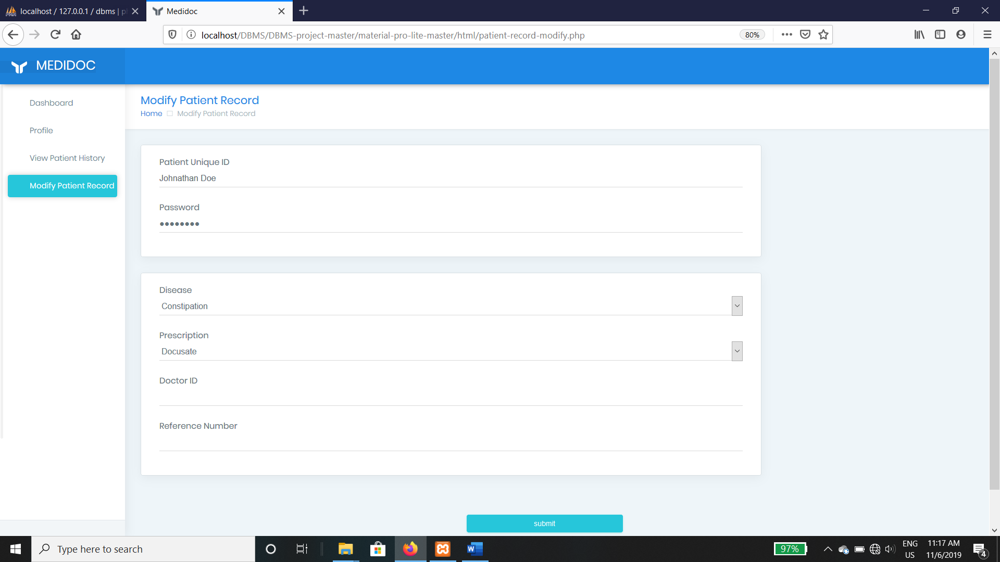 localhost / 127.0.0.1 / dbms |
Medidoc
localhost/DBMS/DBMS-project-master/material-pro-lite-master/html/patient-record-modify.php
80%
MEDIDOC
Dashboard
Profile
View Patient History
Modify Patient Record
Modify Patient Record
Home
Modify Patient Record
Patient Unique ID
Johnathan Doe
Password
Disease
Constipation
Prescription
Docusate
Doctor ID
Reference Number
submit
Type here to search
97%
ENG
US
11:17 AM
11/6/2019
4